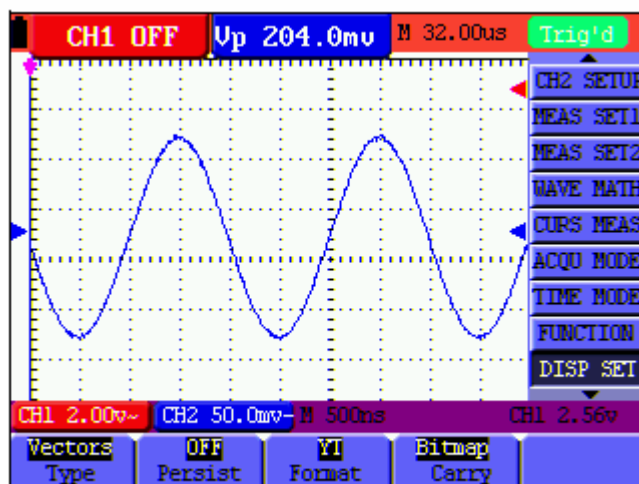 CH1 OFF Vp 204.0mv M 32.00us Trig'd
CH2 SETUP
MEAS SET1
MEAS SET2
WAVE MATH
CURS MEAS
ACQU MODE
TIME MODE
FUNCTION
DISP SET
CH1 2.00v~ CH2 50.0mv- M 500ns CH1 2.56v
Vectors OFF YT Bitmap
Type Persist Format Carry